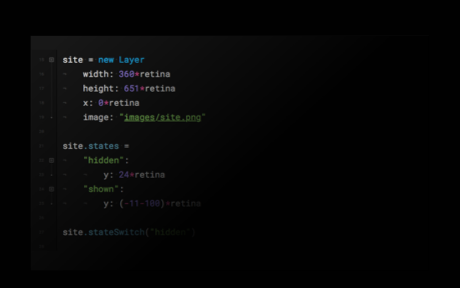 site = new Layer
width: 360*retina
height: 651*retina
x: 0*retina
image: "images/site.png"
site.states =
"hidden":
y: 24*retina
"shown":
y: (-11-100)*retina
site.stateSwitch("hidden")